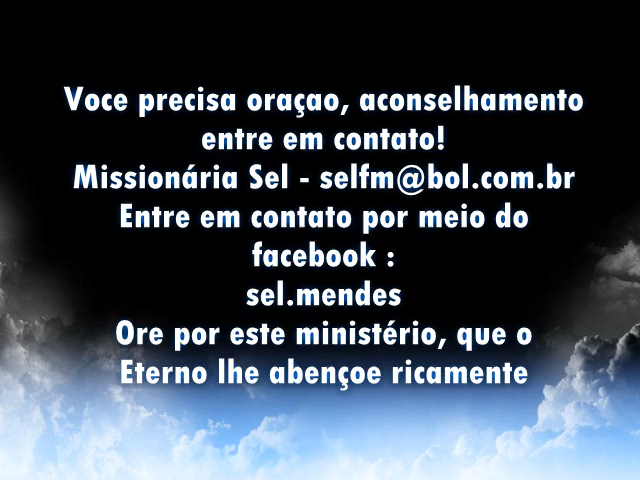 Voce precisa oraçao, aconselhamento
entre em contato!
Missionária Sel - selfm@bol.com.br
Entre em contato por meio do
facebook :
sel.mendes
Ore por este ministério, que o
Eterno lhe abençoe ricamente